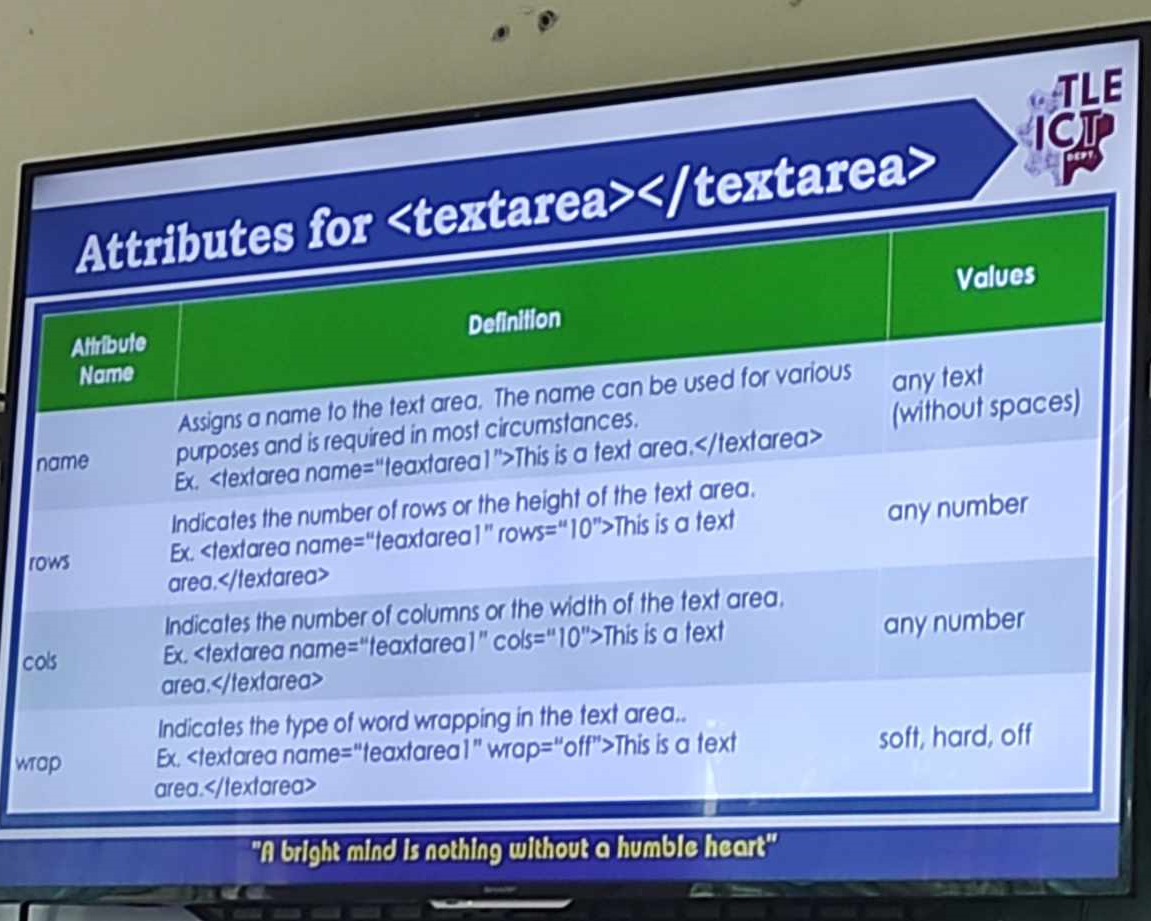 TLE
ICT
DEPT.
Attributes for <textarea></textarea>
Attribute
Name
Definition
Values
name
Assigns a name to the text area. The name can be used for various
purposes and is required in most circumstances.
Ex. <textarea name="teaxtarea1">This is a text area.</textarea>
any text
(without spaces)
rows
Indicates the number of rows or the height of the text area.
Ex. <textarea name="teaxtarea1" rows="10">This is a text
area.</textarea>
any number
cols
Indicates the number of columns or the width of the text area.
Ex. <textarea name="teaxtarea1" cols="10">This is a text
area.</textarea>
any number
wrap
Indicates the type of word wrapping in the text area..
Ex. <textarea name="teaxtarea1" wrap="off">This is a text
area.</textarea>
soft, hard, off
"A bright mind is nothing without a humble heart"